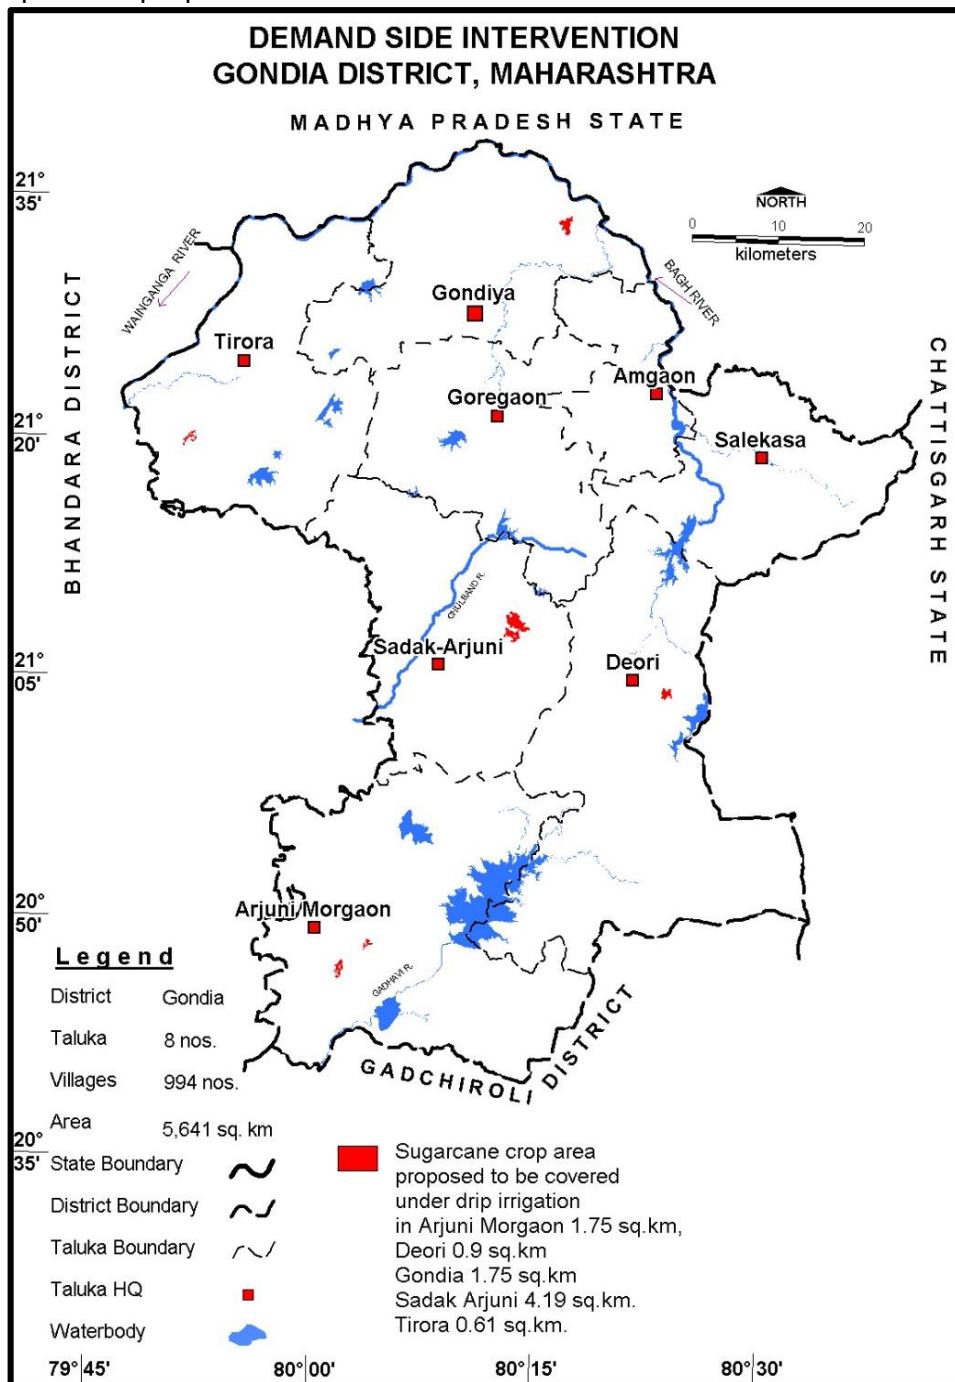 DEMAND SIDE INTERVENTION
GONDIA DISTRICT, MAHARASHTRA
MADHYA PRADESH STATE
21°
35'
NORTH
0 10 20
kilometers
WAINGANGA RIVER
BAGH RIVER
BHANDARA DISTRICT
CHATTISGARH STATE
Gondiya
Tirora
Amgaon
Goregaon
21°
20'
Salekasa
CHULBAND R.
Sadak-Arjuni
Deori
21°
05'
20°
50'
Arjuni/Morgaon
GADHAVI R.
GADCHIROLI DISTRICT
Legend
District Gondia
Taluka 8 nos.
Villages 994 nos.
Area 5,641 sq. km
20°
35'
State Boundary
District Boundary
Taluka Boundary
Taluka HQ
Waterbody
Sugarcane crop area
proposed to be covered
under drip irrigation
in Arjuni Morgaon 1.75 sq.km,
Deori 0.9 sq.km
Gondia 1.75 sq.km
Sadak Arjuni 4.19 sq.km.
Tirora 0.61 sq.km.
79°45' 80°00' 80°15' 80°30'